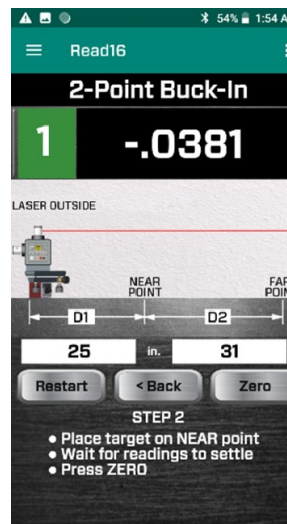 54% 1:54 A
Read16
2-Point Buck-In
1 -.0381
LASER OUTSIDE
NEAR
POINT
D1 D2
25 in. 31
Restart < Back Zero
STEP 2
● Place target on NEAR point
● Wait for readings to settle
● Press ZERO